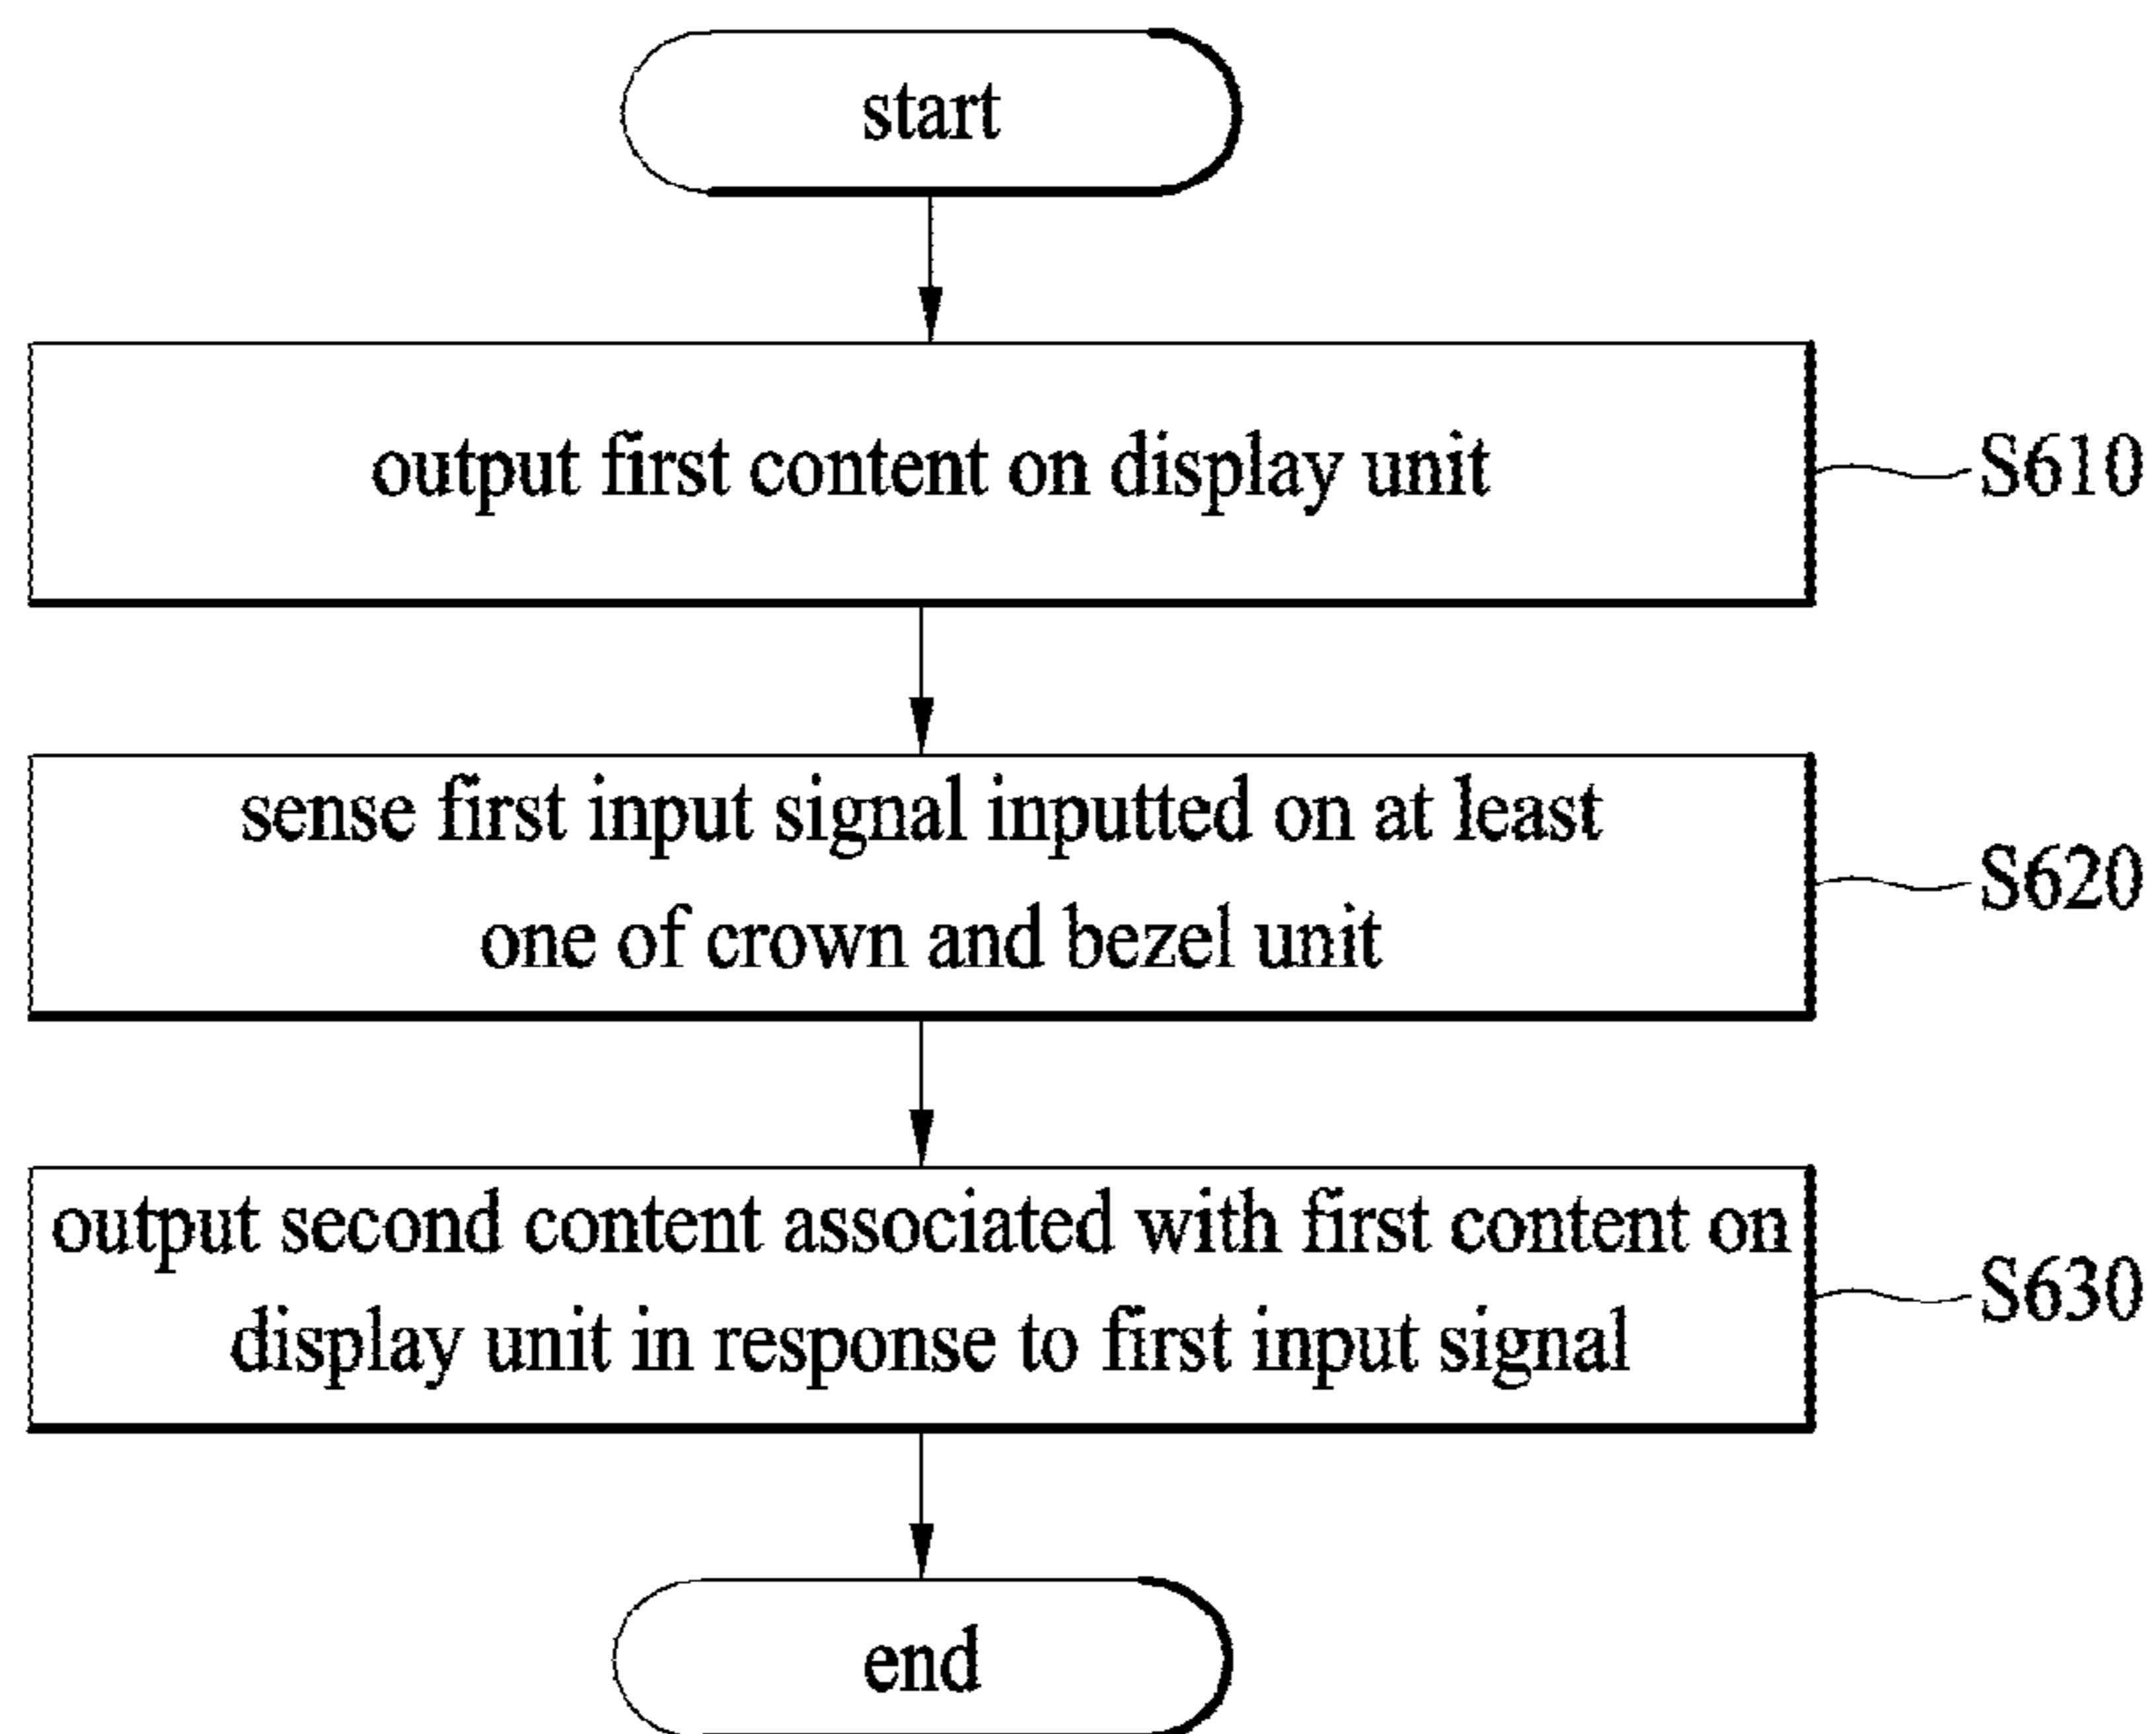 start
output first content on display unit
S610
sense first input signal inputted on at least
one of crown and bezel unit
S620
output second content associated with first content on
display unit in response to first input signal
S630
end